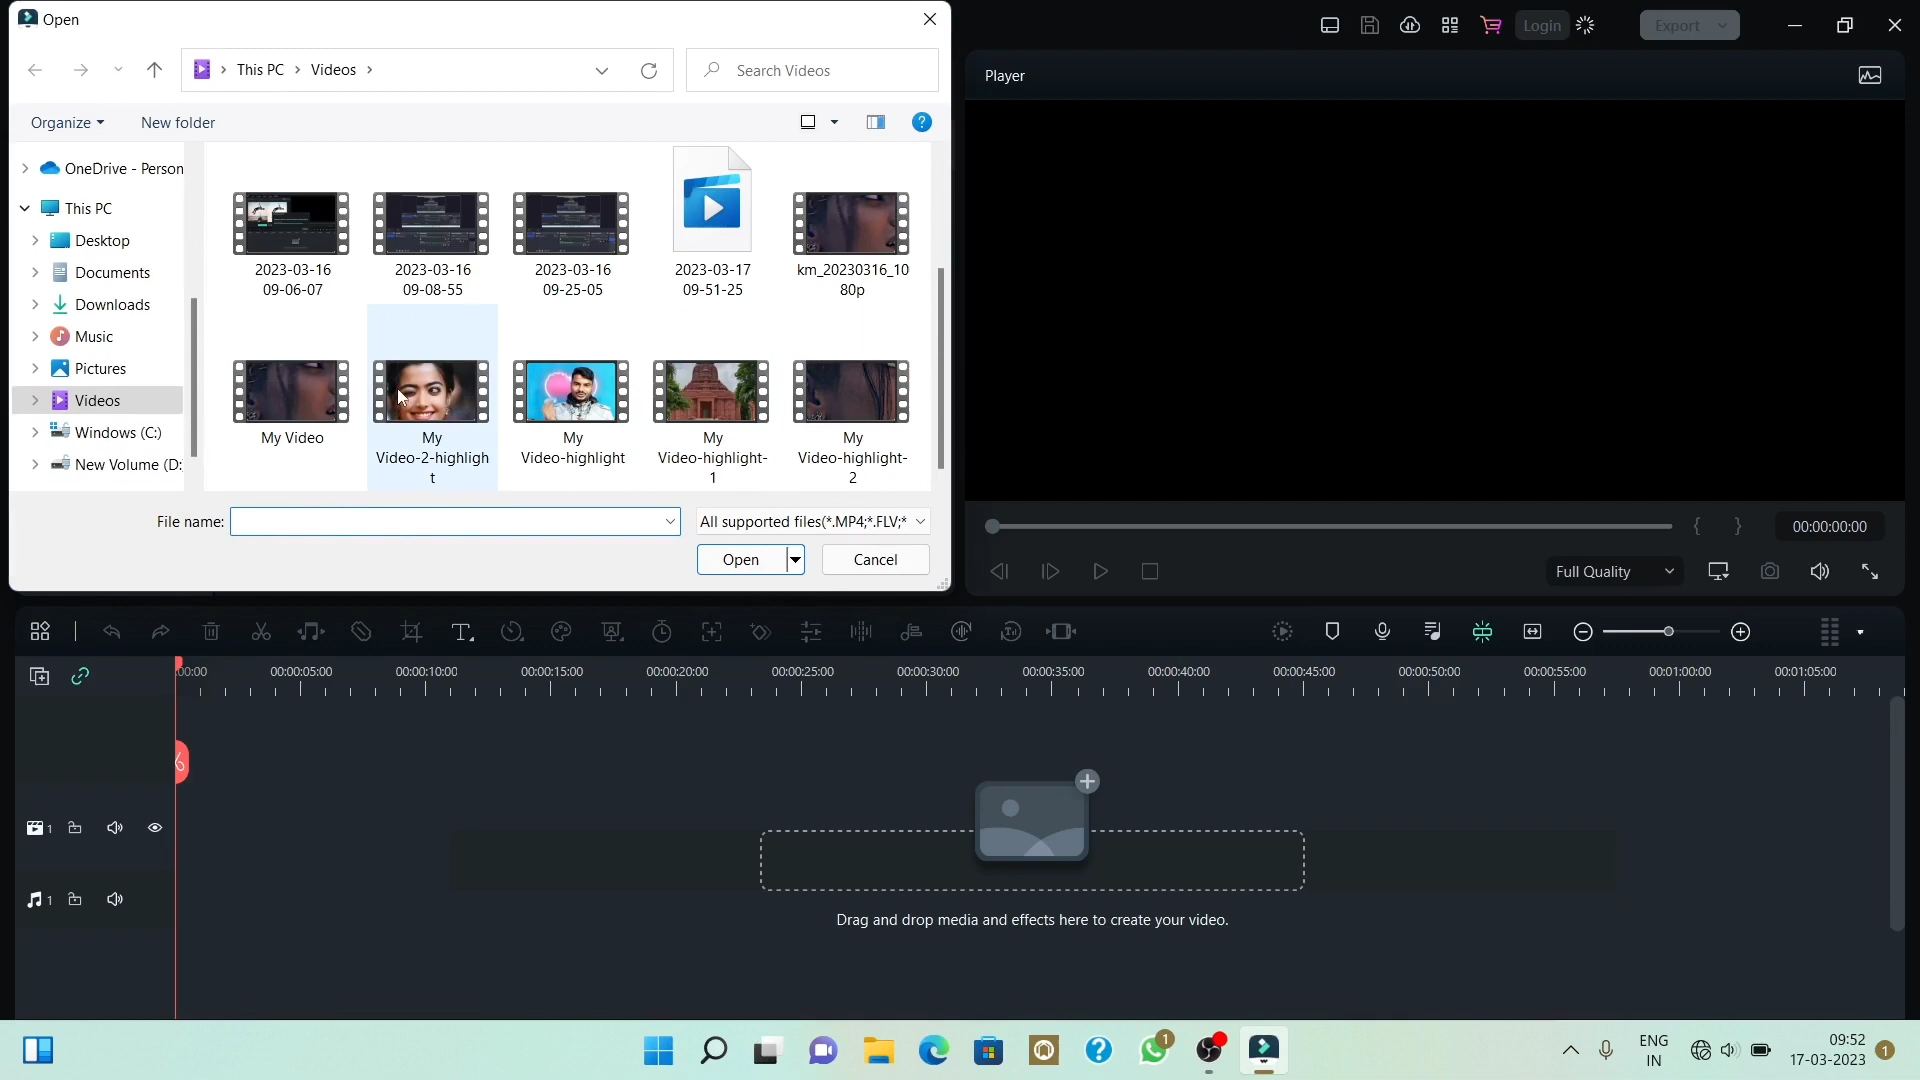 Open
Login
Export
This PC
Videos
Search Videos
Player
Organize
New folder
OneDrive - Person
This PC
Desktop
Documents
Downloads
Music
Pictures
Videos
Windows (C:)
New Volume (D:
2023-03-16
09-06-07
2023-03-16
09-08-55
2023-03-16
09-25-05
2023-03-17
09-51-25
km_20230316_10
80p
My Video
My
Video-2-highligh
t
My
Video-highlight
My
Video-highlight-
1
My
Video-highlight-
2
File name:
All supported files(*.MP4;*.FLV;*
Open
Cancel
00:00:00:00
Full Quality
:00:00
00:00:05:00
00:00:10:00
00:00:15:00
00:00:20:00
00:00:25:00
00:00:30:00
00:00:35:00
00:00:40:00
00:00:45:00
00:00:50:00
00:00:55:00
00:01:00:00
00:01:05:00
1
1
Drag and drop media and effects here to create your video.
1
ENG
IN
09:52
17-03-2023
1